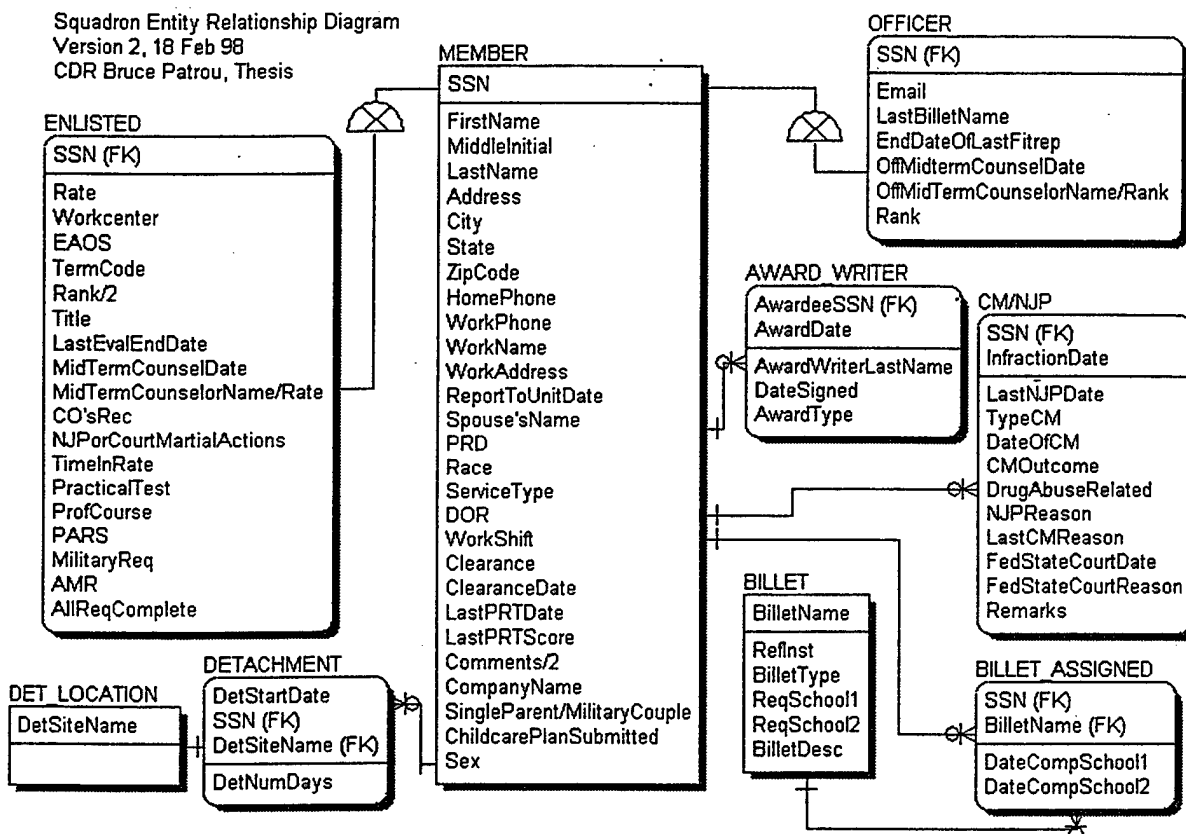 Squadron Entity Relationship Diagram
Version 2, 18 Feb 98
CDR Bruce Patrou, Thesis
ENLISTED
SSN (FK)
Rate
Workcenter
EAOS
TermCode
Rank/2
Title
LastEvalEndDate
MidTermCounselDate
MidTermCounselorName/Rate
CO'sRec
NJPorCourtMartialActions
TimeInRate
PracticalTest
ProfCourse
PARS
MilitaryReq
AMR
AllReqComplete
MEMBER
SSN
FirstName
MiddleInitial
LastName
Address
City
State
ZipCode
HomePhone
WorkPhone
WorkName
WorkAddress
ReportToUnitDate
Spouse'sName
PRD
Race
ServiceType
DOR
WorkShift
Clearance
ClearanceDate
LastPRTDate
LastPRTScore
Comments/2
CompanyName
SingleParent/MilitaryCouple
ChildcarePlanSubmitted
Sex
OFFICER
SSN (FK)
Email
LastBilletName
EndDateOfLastFitrep
OffMidtermCounselDate
OffMidTermCounselorName/Rank
Rank
AWARD_WRITER
AwardeeSSN (FK)
AwardDate
AwardWriterLastName
DateSigned
AwardType
CM/NJP
SSN (FK)
InfractionDate
LastNJPDate
TypeCM
DateOfCM
CMOutcome
DrugAbuseRelated
NJPReason
LastCMReason
FedStateCourtDate
FedStateCourtReason
Remarks
DET_LOCATION
DetSiteName
DETACHMENT
DetStartDate
SSN (FK)
DetSiteName (FK)
DetNumDays
BILLET
BilletName
RefInst
BilletType
ReqSchool1
ReqSchool2
BilletDesc
BILLET_ASSIGNED
SSN (FK)
BilletName (FK)
DateCompSchool1
DateCompSchool2